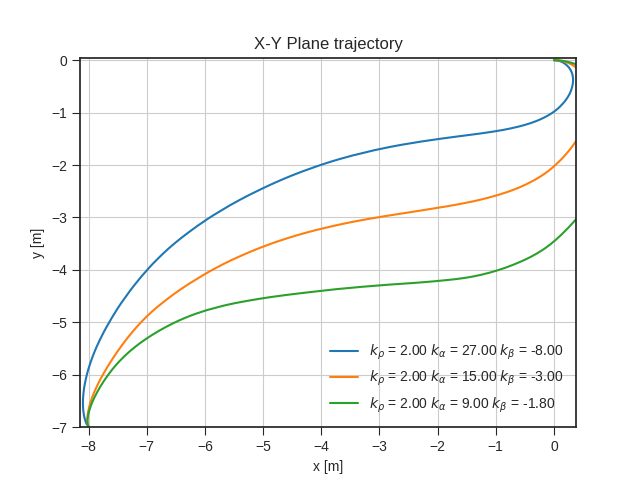 X-Y Plane trajectory
0
−1
−2
−3
−4
−5
−6
−7
y [m]
kρ = 2.00 kα = 27.00 kβ = -8.00
kρ = 2.00 kα = 15.00 kβ = -3.00
kρ = 2.00 kα = 9.00 kβ = -1.80
−8 −7 −6 −5 −4 −3 −2 −1 0
x [m]